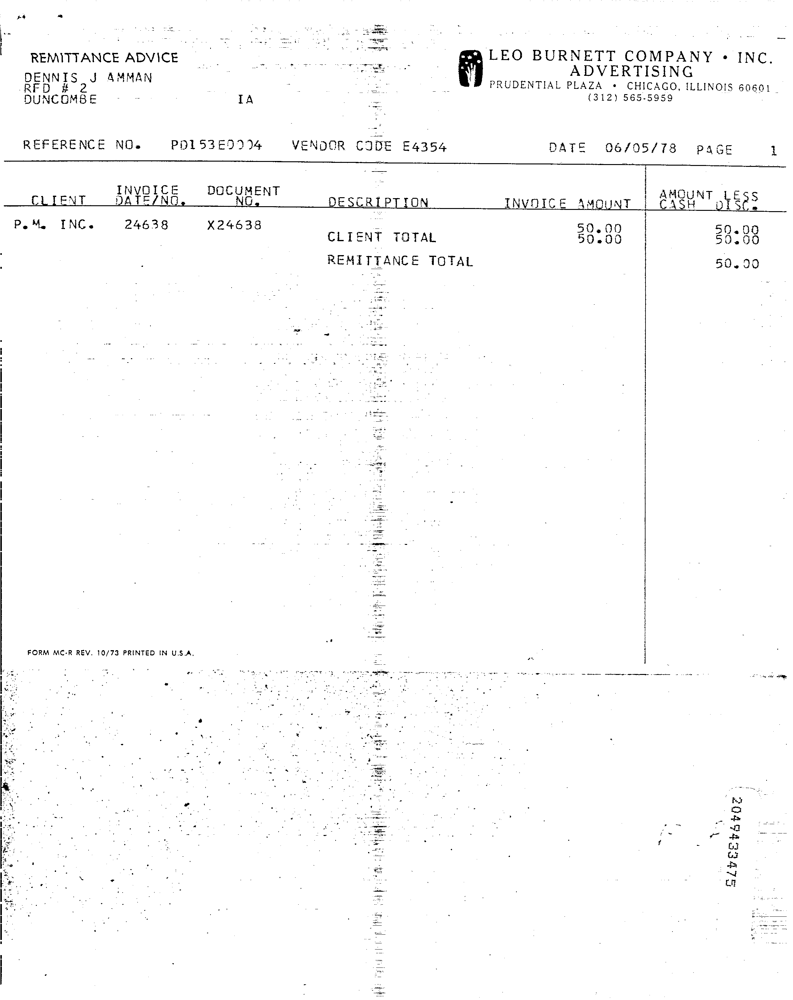 REMITTANCE ADVICE
DENNIS J AMMAN
RFD # 2
DUNCOMBE IA
LEO BURNETT COMPANY • INC.
ADVERTISING
PRUDENTIAL PLAZA • CHICAGO, ILLINOIS 60601
(312) 565-5959
REFERENCE NO. PD153E0004 VENDOR CODE E4354 DATE 06/05/78 PAGE 1
CLIENT INVOICE DATE/NO. DOCUMENT NO. DESCRIPTION INVOICE AMOUNT AMOUNT LESS CASH DISC.
P.M. INC. 24638 X24638 50.00 50.00
CLIENT TOTAL 50.00 50.00
REMITTANCE TOTAL 50.00
FORM MC-R REV. 10/73 PRINTED IN U.S.A.
2049433475